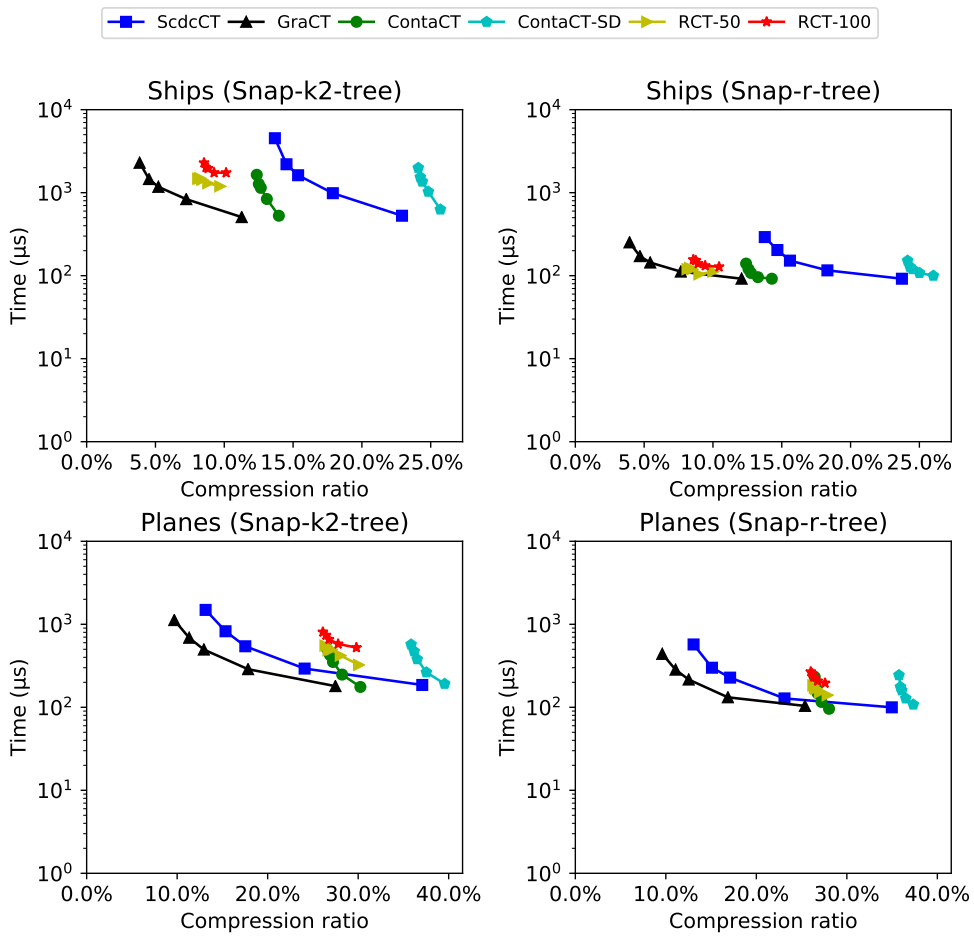 ScdcCT GraCT ContaCT ContaCT-SD RCT-50 RCT-100
Ships (Snap-k2-tree)
Time (µs)
10^4
10^3
10^2
10^1
10^0
0.0% 5.0% 10.0% 15.0% 20.0% 25.0%
Compression ratio
Ships (Snap-r-tree)
Time (µs)
10^4
10^3
10^2
10^1
10^0
0.0% 5.0% 10.0% 15.0% 20.0% 25.0%
Compression ratio
Planes (Snap-k2-tree)
Time (µs)
10^4
10^3
10^2
10^1
10^0
0.0% 10.0% 20.0% 30.0% 40.0%
Compression ratio
Planes (Snap-r-tree)
Time (µs)
10^4
10^3
10^2
10^1
10^0
0.0% 10.0% 20.0% 30.0% 40.0%
Compression ratio